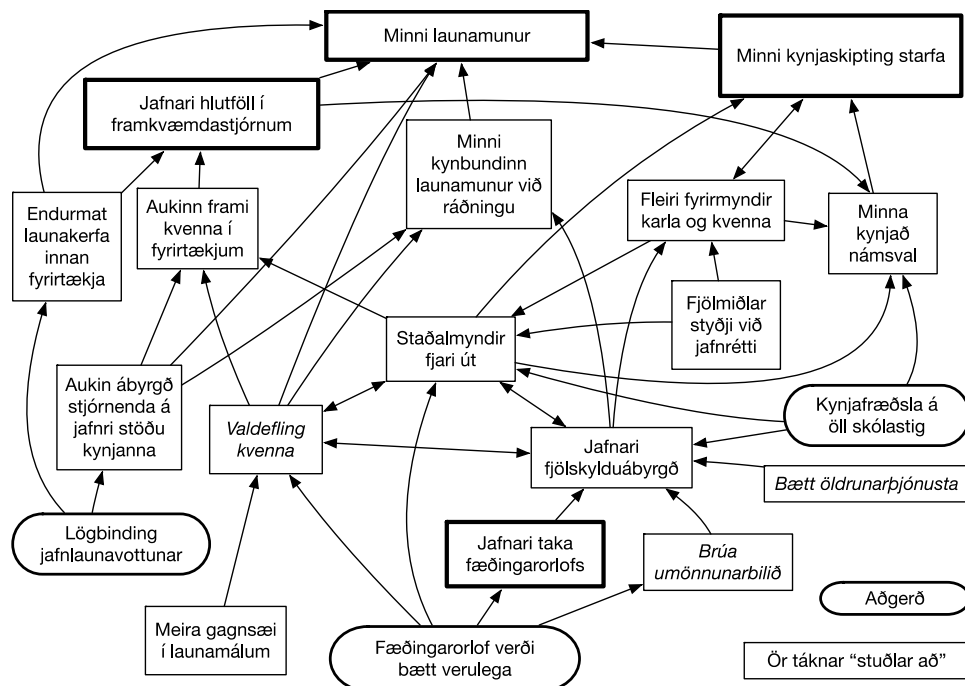 Minni launamunur
Minni kynjaskipting starfa
Jafnari hlutföll í
framkvæmdastjórnum
Minni
kynbundinn
launamunur við
ráðningu
Endurmat
launakerfa
innan
fyrirtækja
Aukinn frami
kvenna í
fyrirtækjum
Fleiri fyrirmyndir
karla og kvenna
Minna
kynjað
námsval
Fjölmiðlar
styðji við
jafnrétti
Staðalmyndir
fjari út
Aukin ábyrgð
stjórnenda á
jafnri stöðu
kynjanna
Valdefling
kvenna
Kynjafræðsla á
öll skólastig
Jafnari
fjölskylduábyrgð
Bætt öldrunarþjónusta
Lögbinding
jafnlaunavottunar
Jafnari taka
fæðingarorlofs
Brúa
umönnunarbilið
Aðgerð
Meira gagnsæi
í launamálum
Fæðingarorlof verði
bætt verulega
Ör táknar “stuðlar að”